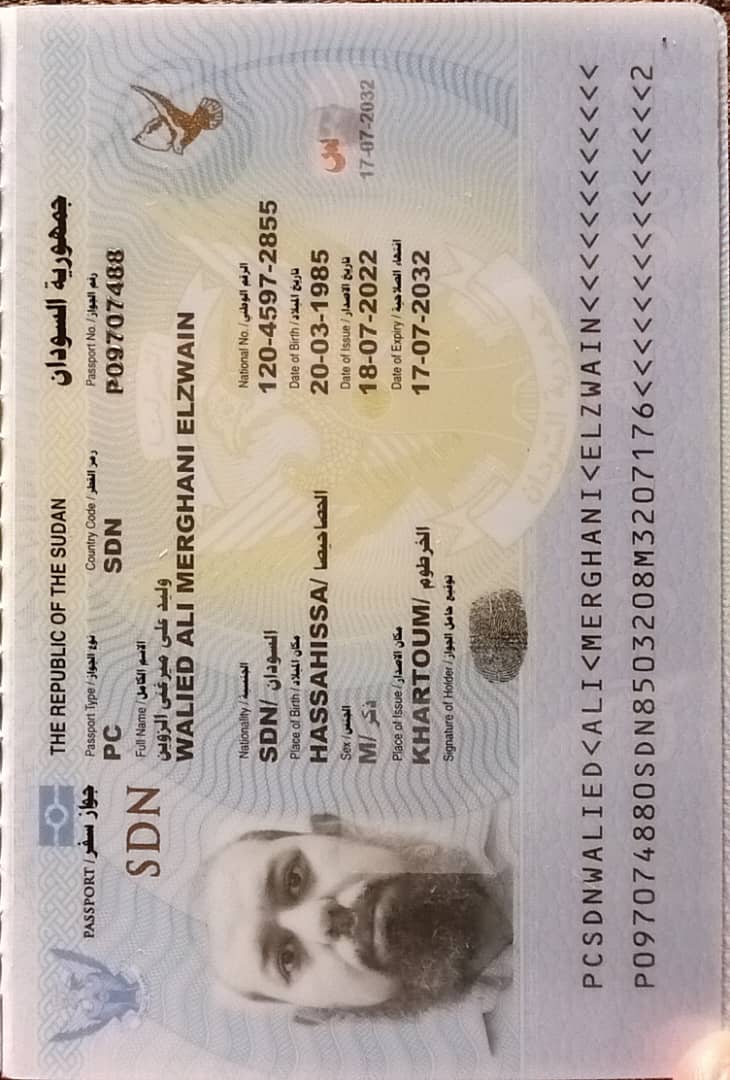 PASSPORT / جواز سفر
SDN
THE REPUBLIC OF THE SUDAN جمهورية السودان
Passport Type / نوع الجواز Country Code / رمز القطر Passport No. / رقم الجواز
PC SDN P09707488
Full Name / الاسم الكامل
وليد علي ميرغني الزوين
WALIED ALI MERGHANI ELZWAIN
Nationality / الجنسية National No. / الرقم الوطني
SDN/ السودان 120-4597-2855
Place of Birth / مكان الميلاد Date of Birth / تاريخ الميلاد
HASSAHISSA/ الحصاحيصا 20-03-1985
Sex / الجنس Date of Issue / تاريخ الاصدار
M/ ذكر 18-07-2022
Place of Issue / مكان الاصدار Date of Expiry / انتهاء الصلاحية
KHARTOUM/ الخرطوم 17-07-2032
Signature of Holder / توقيع حامل الجواز
17-07-2032
PCSDNWALIED<ALI<MERGHANI<ELZWAIN<<<<<<<<<<<<
P097074880SDN8503208M3207176<<<<<<<<<<<<<<<2